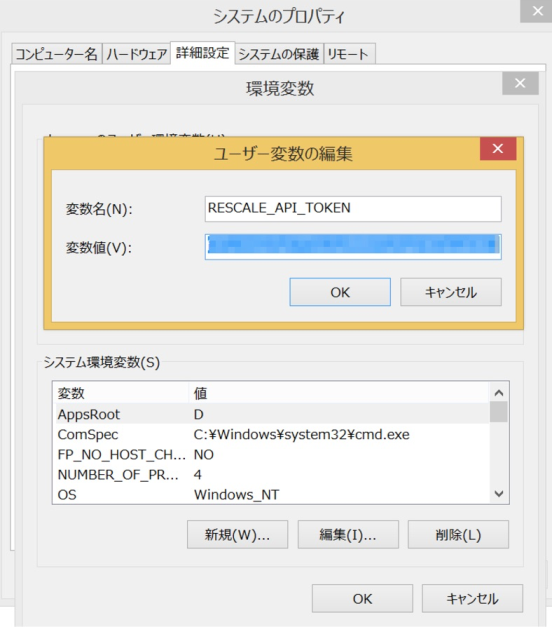 システムのプロパティ
コンピューター名 ハードウェア 詳細設定 システムの保護 リモート
環境変数
ユーザー変数の編集
変数名(N): RESCALE_API_TOKEN
変数値(V):
OK キャンセル
システム環境変数(S)
変数 値
AppsRoot D
ComSpec C:¥Windows¥system32¥cmd.exe
FP_NO_HOST_CH... NO
NUMBER_OF_PR... 4
OS Windows_NT
新規(W)... 編集(I)... 削除(L)
OK キャンセル